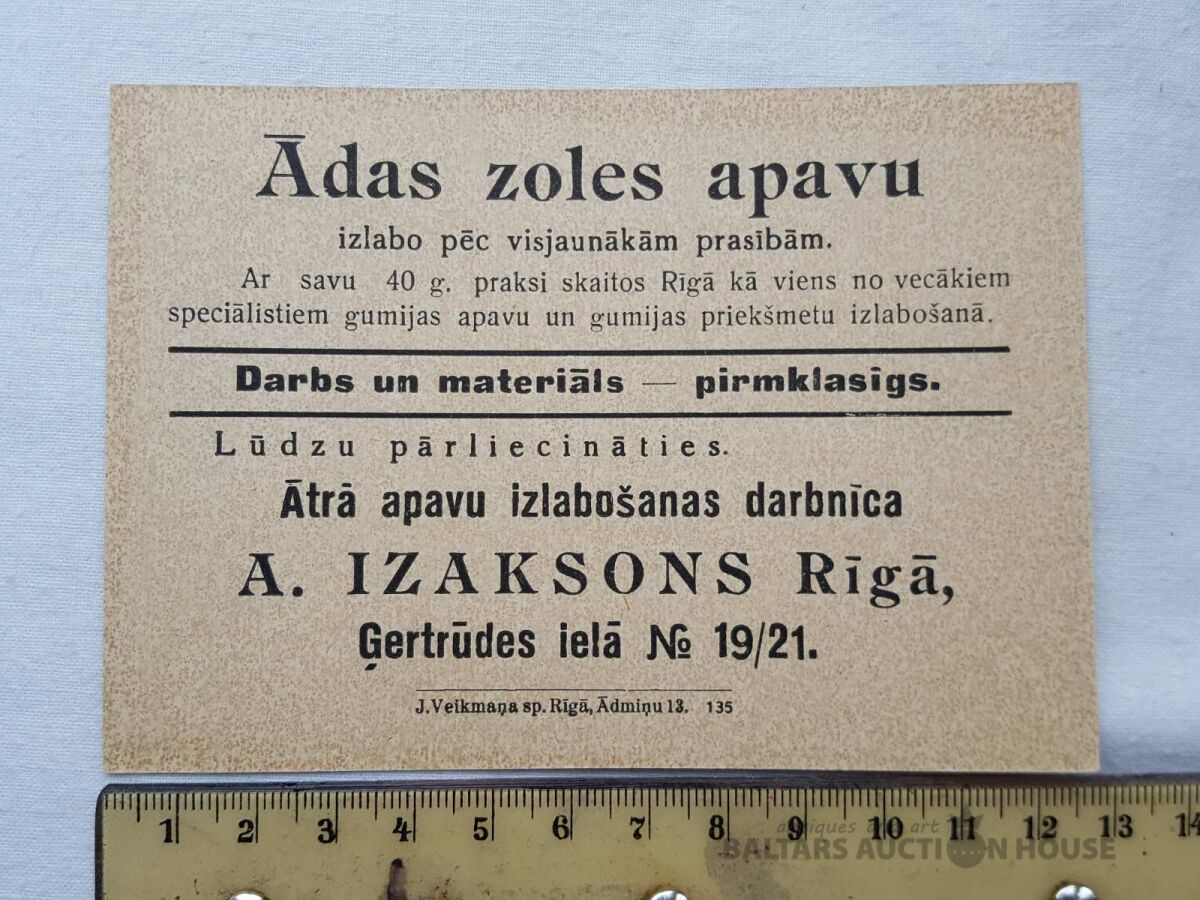 Ādas zoles apavu
izlabo pēc visjaunākām prasībām.
Ar savu 40 g. praksi skaitos Rīgā kā viens no vecākiem
speciālistiem gumijas apavu un gumijas priekšmetu izlabošanā.
Darbs un materiāls — pirmklasīgs.
Lūdzu pārliecināties.
Ātrā apavu izlabošanas darbnīca
A. IZAKSONS Rīgā,
Ģertrūdes ielā № 19/21.
J. Veikmaņa sp. Rīgā, Ādmiņu 13. 135
1 2 3 4 5 6 7 8 9 10 11 12 13 14
antiques and art
BALTARS AUCTION HOUSE